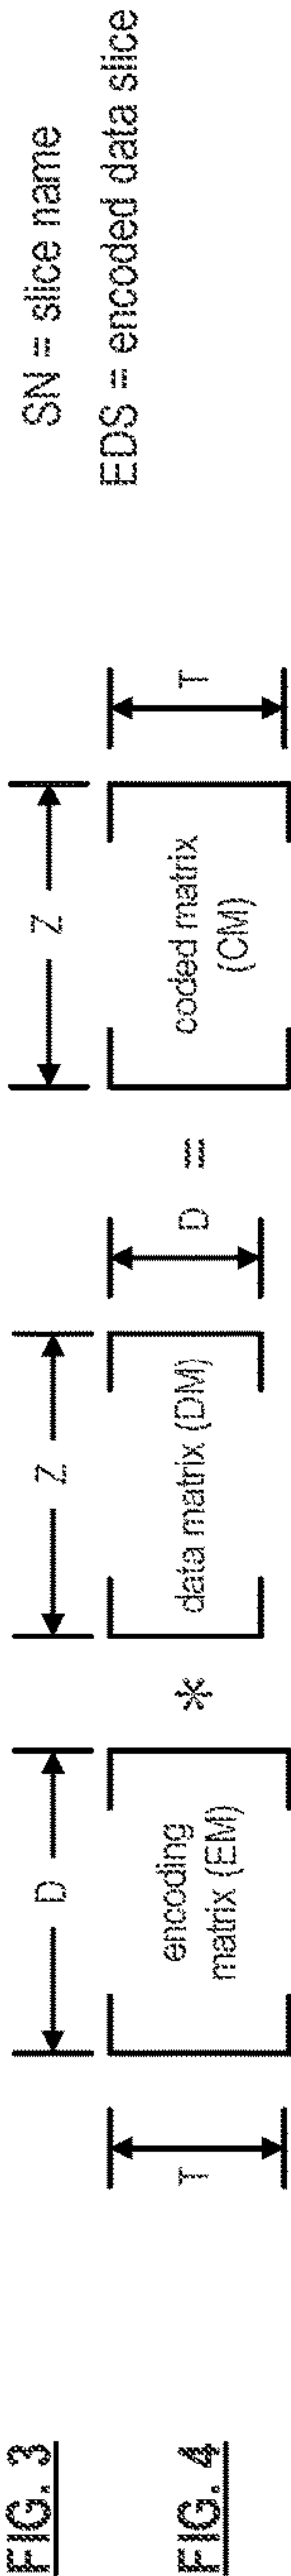 FIG. 3
SN = slice name
EDS = encoded data slice
FIG. 4
D
Z
Z
T
encoding
matrix (EM)
*
data matrix (DM)
D
=
coded matrix
(CM)
T